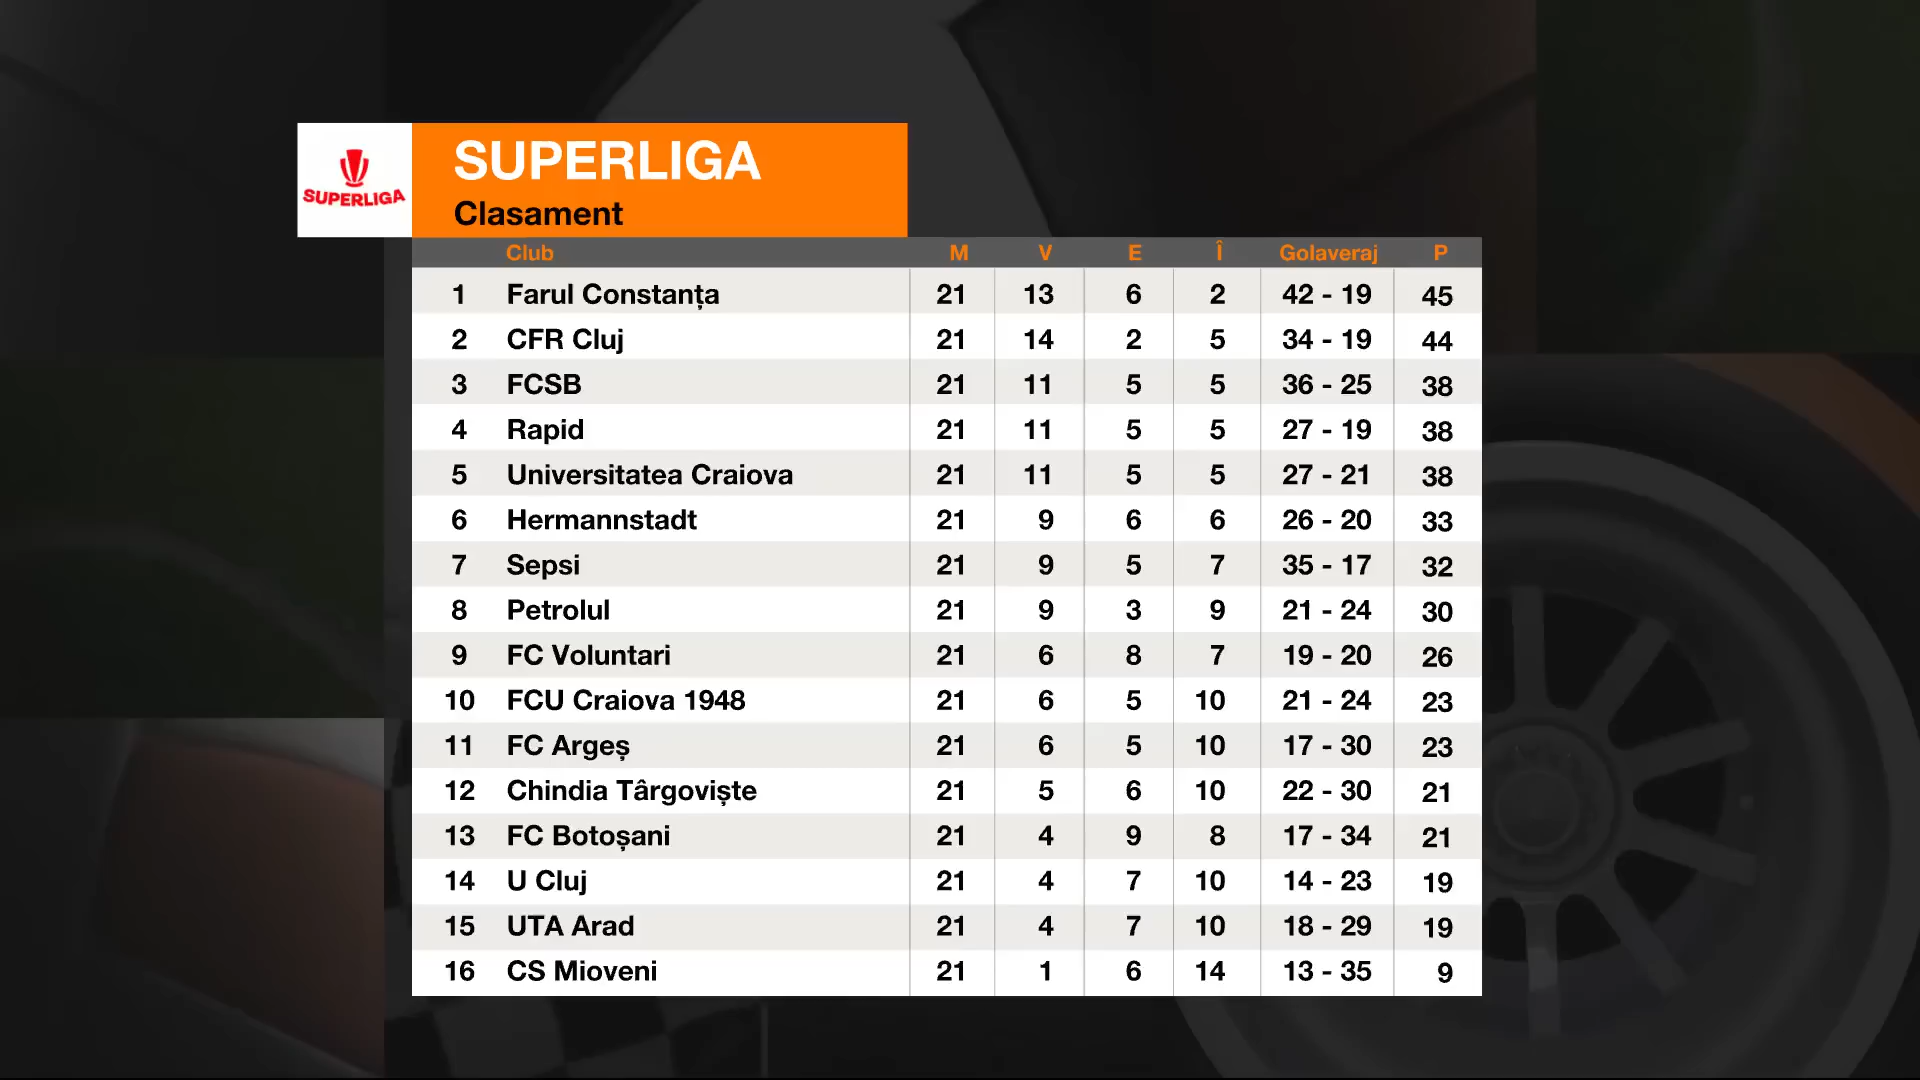 SUPERLIGA
SUPERLIGA
Clasament
Club M V E Î Golaveraj P
1 Farul Constanța 21 13 6 2 42 - 19 45
2 CFR Cluj 21 14 2 5 34 - 19 44
3 FCSB 21 11 5 5 36 - 25 38
4 Rapid 21 11 5 5 27 - 19 38
5 Universitatea Craiova 21 11 5 5 27 - 21 38
6 Hermannstadt 21 9 6 6 26 - 20 33
7 Sepsi 21 9 5 7 35 - 17 32
8 Petrolul 21 9 3 9 21 - 24 30
9 FC Voluntari 21 6 8 7 19 - 20 26
10 FCU Craiova 1948 21 6 5 10 21 - 24 23
11 FC Argeș 21 6 5 10 17 - 30 23
12 Chindia Târgoviște 21 5 6 10 22 - 30 21
13 FC Botoșani 21 4 9 8 17 - 34 21
14 U Cluj 21 4 7 10 14 - 23 19
15 UTA Arad 21 4 7 10 18 - 29 19
16 CS Mioveni 21 1 6 14 13 - 35 9